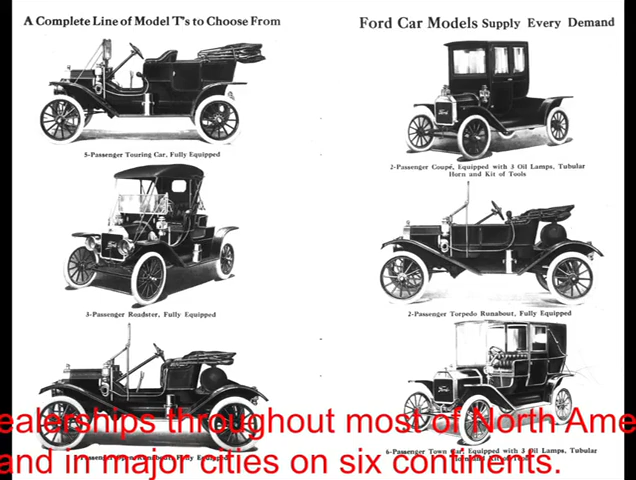 A Complete Line of Model T's to Choose From
Ford Car Models Supply Every Demand
5-Passenger Touring Car, Fully Equipped
2-Passenger Coupé, Equipped with 3 Oil Lamps, Tubular
Horn and Kit of Tools
3-Passenger Roadster, Fully Equipped
2-Passenger Torpedo Runabout, Fully Equipped
ealerships throughout most of North Ame
and in major cities on six continents.
6-Passenger Town Car, Equipped with 3 Oil Lamps, Tubular